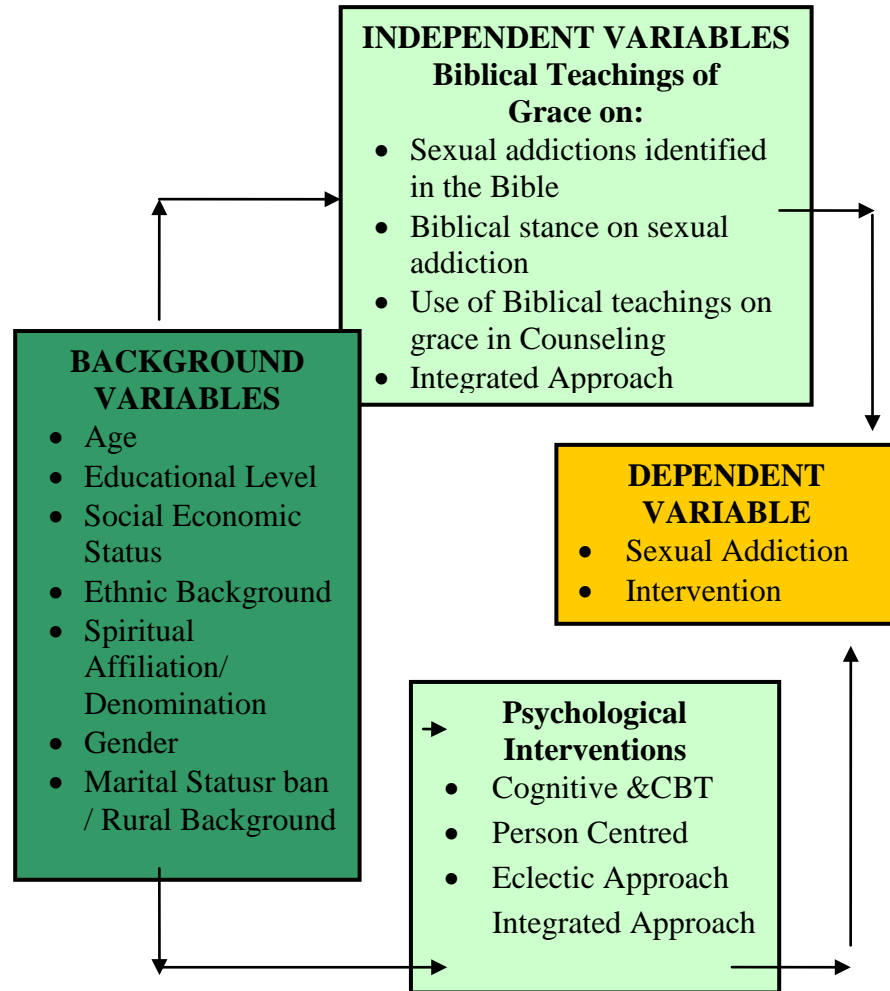 INDEPENDENT VARIABLES
Biblical Teachings of
Grace on:
• Sexual addictions identified
in the Bible
• Biblical stance on sexual
addiction
• Use of Biblical teachings on
grace in Counseling
• Integrated Approach
BACKGROUND
VARIABLES
• Age
• Educational Level
• Social Economic
Status
• Ethnic Background
• Spiritual
Affiliation/
Denomination
• Gender
• Marital Statusr ban
/ Rural Background
DEPENDENT
VARIABLE
• Sexual Addiction
• Intervention
Psychological
Interventions
• Cognitive &CBT
• Person Centred
• Eclectic Approach
Integrated Approach